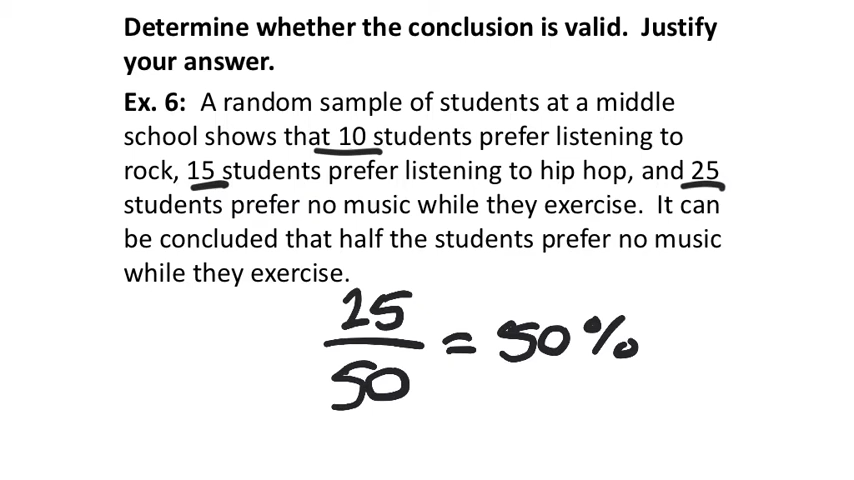 Determine whether the conclusion is valid.  Justify
your answer.
Ex. 6:  A random sample of students at a middle
school shows that 10 students prefer listening to
rock, 15 students prefer listening to hip hop, and 25
students prefer no music while they exercise.  It can
be concluded that half the students prefer no music
while they exercise.
25
= 50%
50